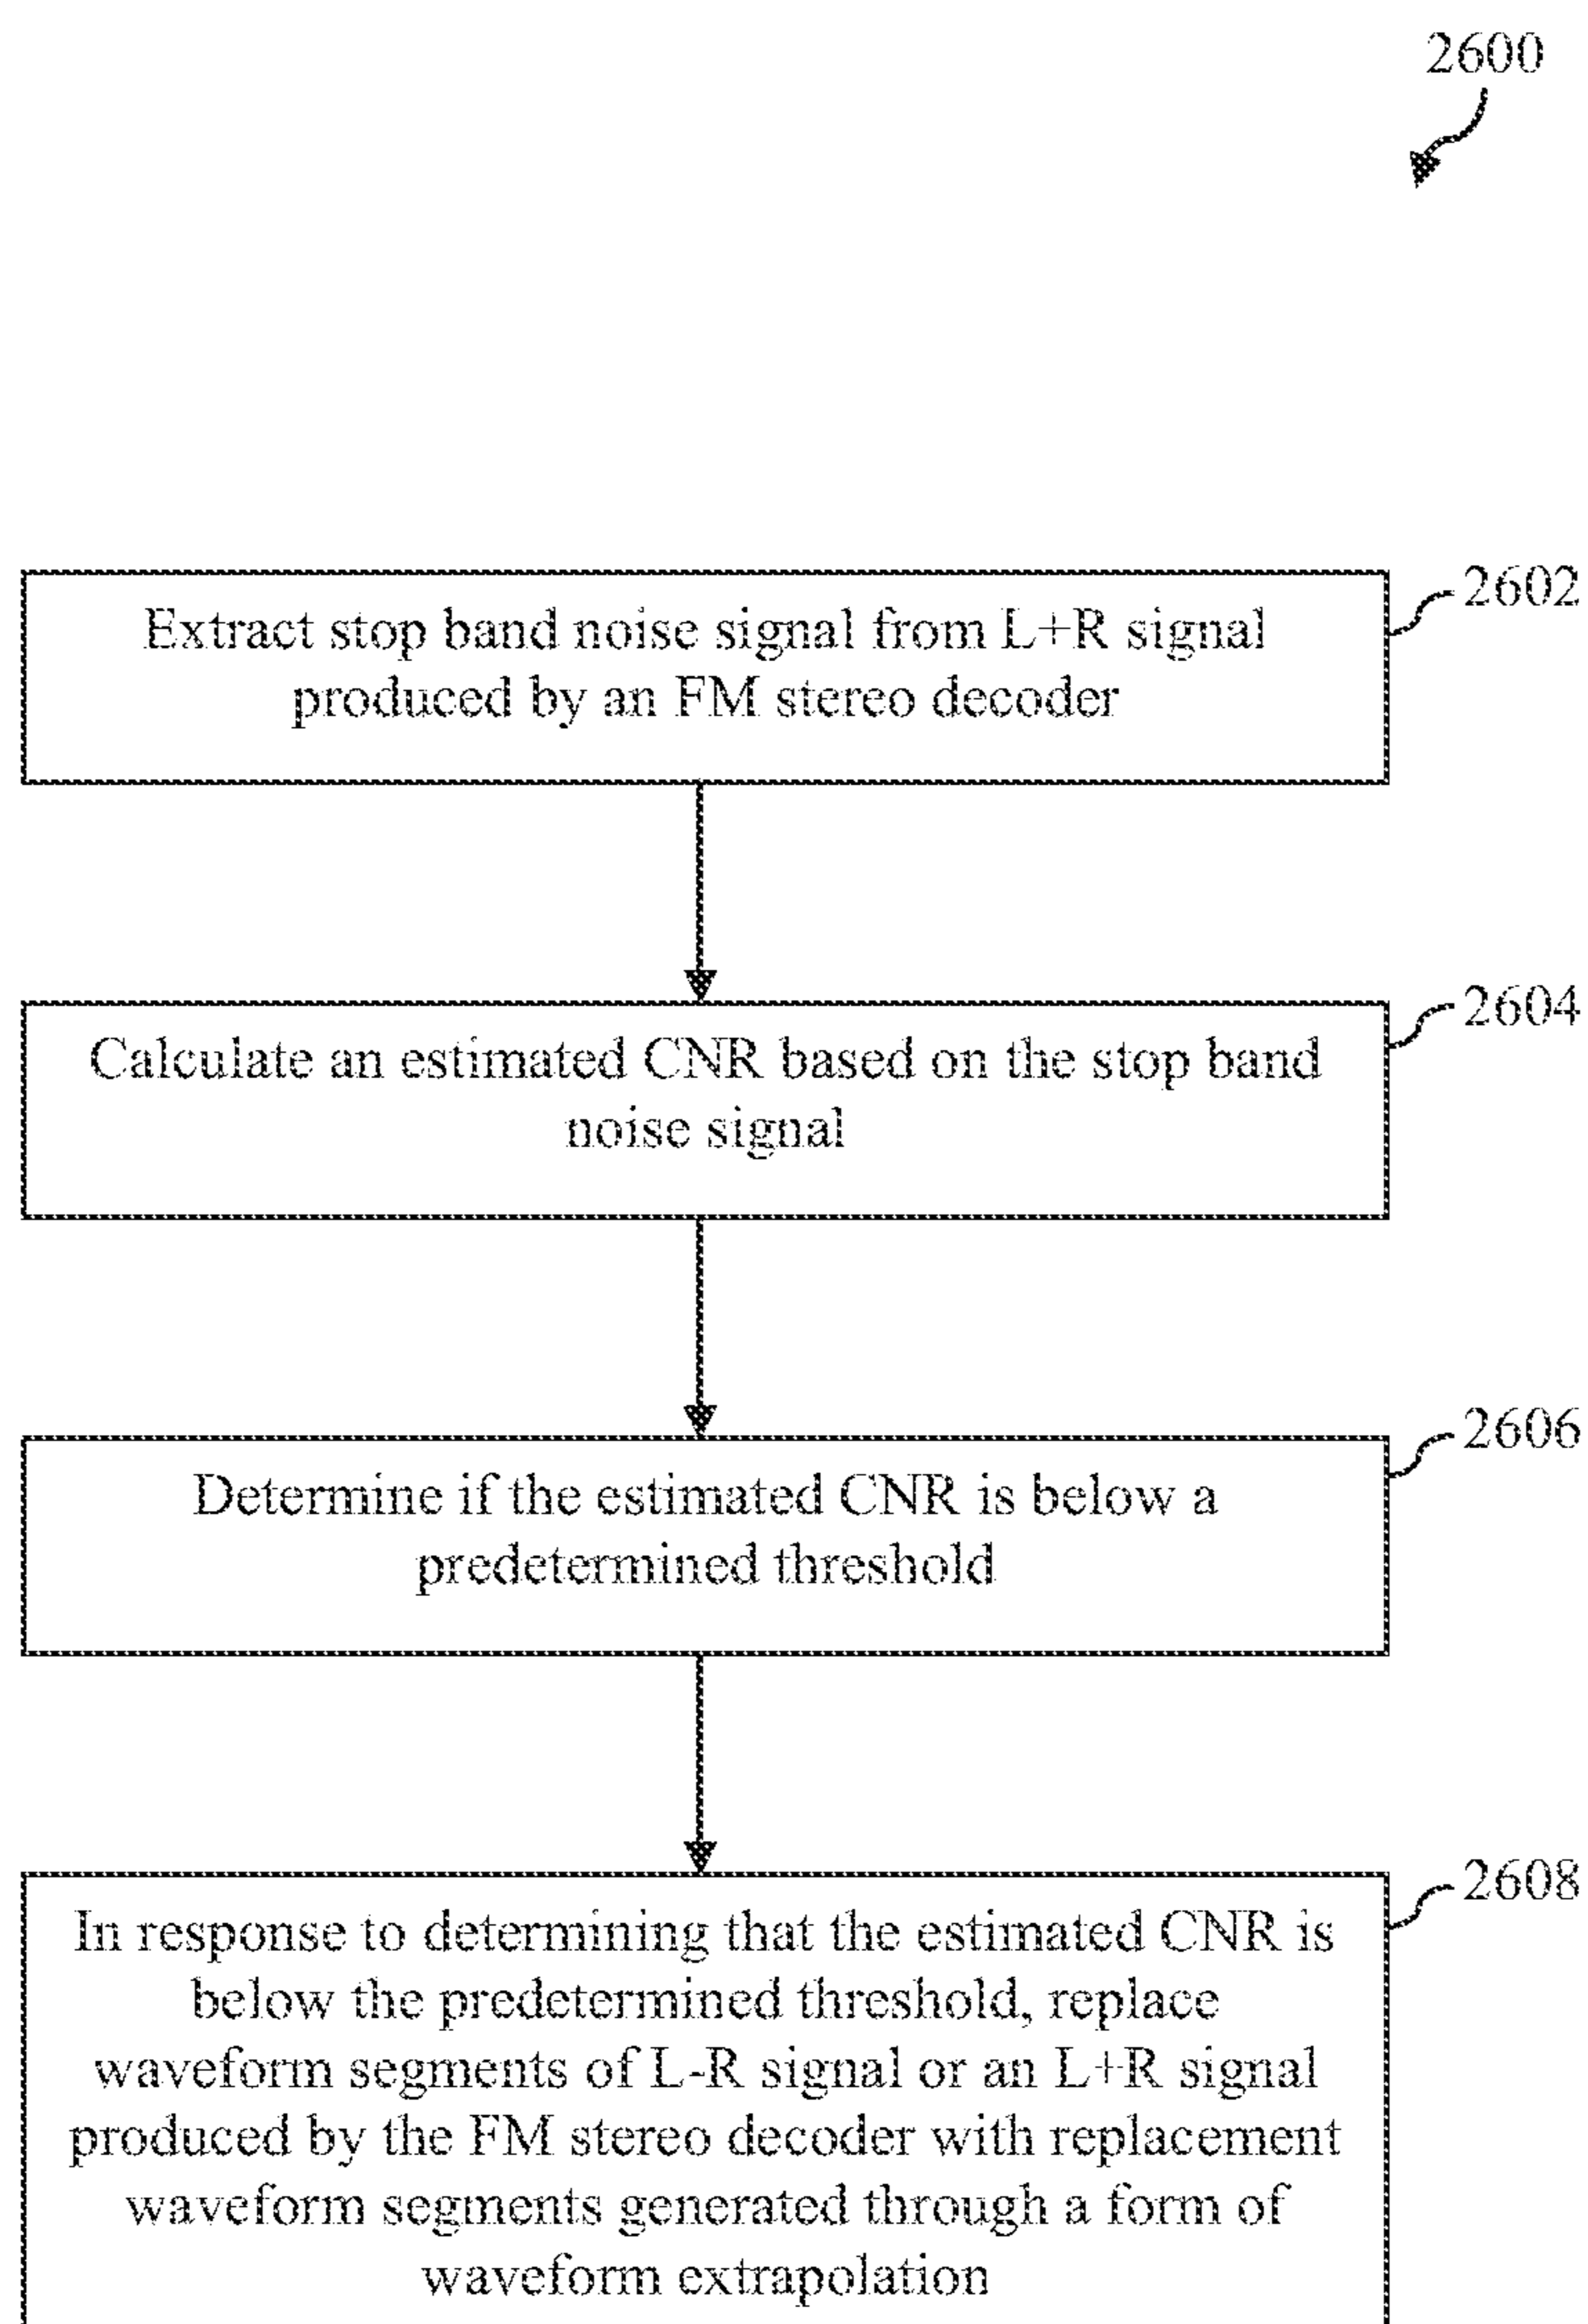 2600
Extract stop band noise signal from L+R signal
produced by an FM stereo decoder
2602
Calculate an estimated CNR based on the stop band
noise signal
2604
Determine if the estimated CNR is below a
predetermined threshold
2606
In response to determining that the estimated CNR is
below the predetermined threshold, replace
waveform segments of L-R signal or an L+R signal
produced by the FM stereo decoder with replacement
waveform segments generated through a form of
waveform extrapolation
2608